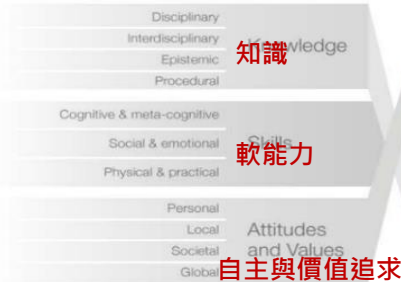 Disciplinary
Interdisciplinary
Epistemic
Procedural
Knowledge
知識
Cognitive & meta-cognitive
Social & emotional
Physical & practical
Skills
軟能力
Personal
Local
Societal
Global
Attitudes
and Values
自主與價值追求